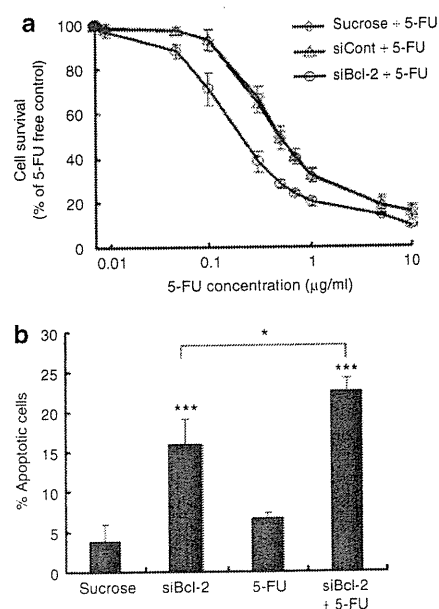 a
Sucrose + 5-FU
siCont + 5-FU
siBcl-2 + 5-FU
Cell survival
(% of 5-FU free control)
100
80
60
40
20
0
0.01
0.1
1
10
5-FU concentration (μg/ml)
b
% Apoptotic cells
30
25
20
15
10
5
0
*
***
***
Sucrose
siBcl-2
5-FU
siBcl-2
+ 5-FU